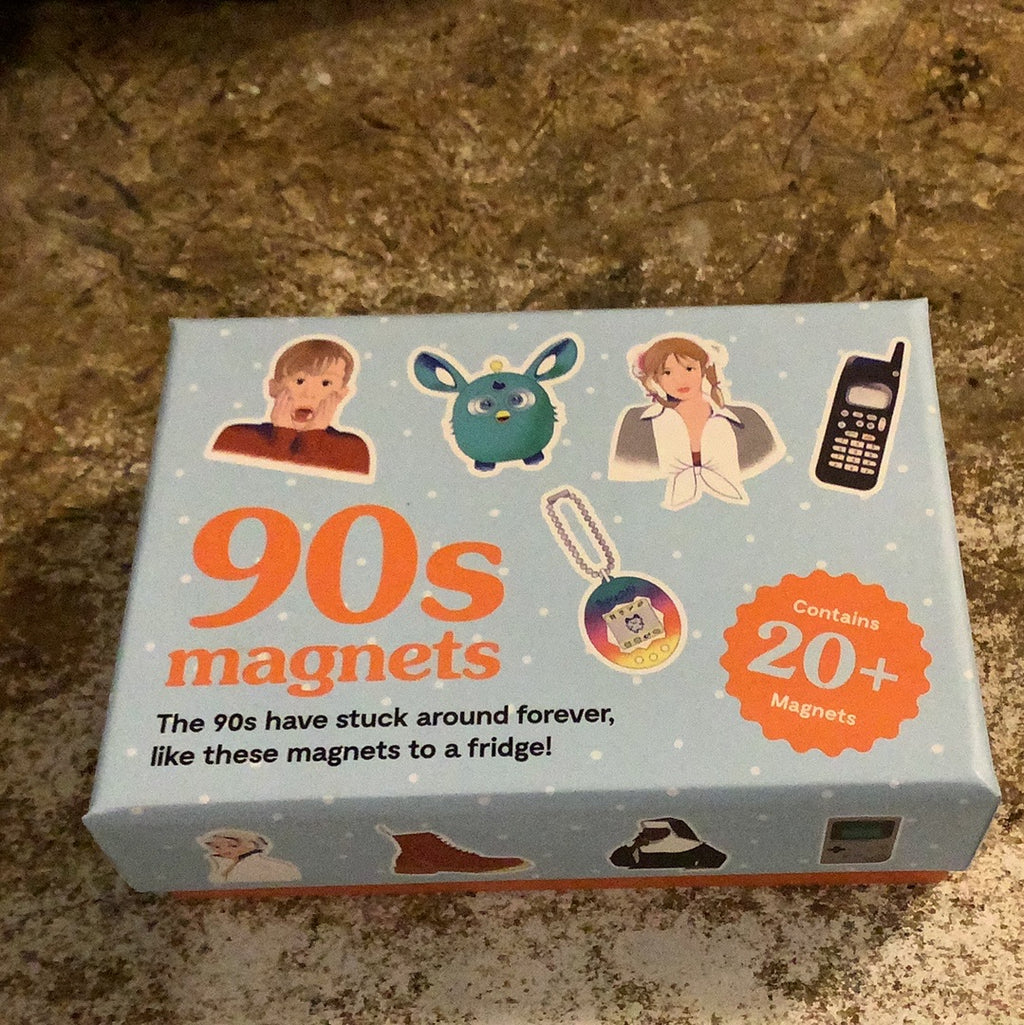 90s
magnets
The 90s have stuck around forever,
like these magnets to a fridge!
Contains
20+
Magnets